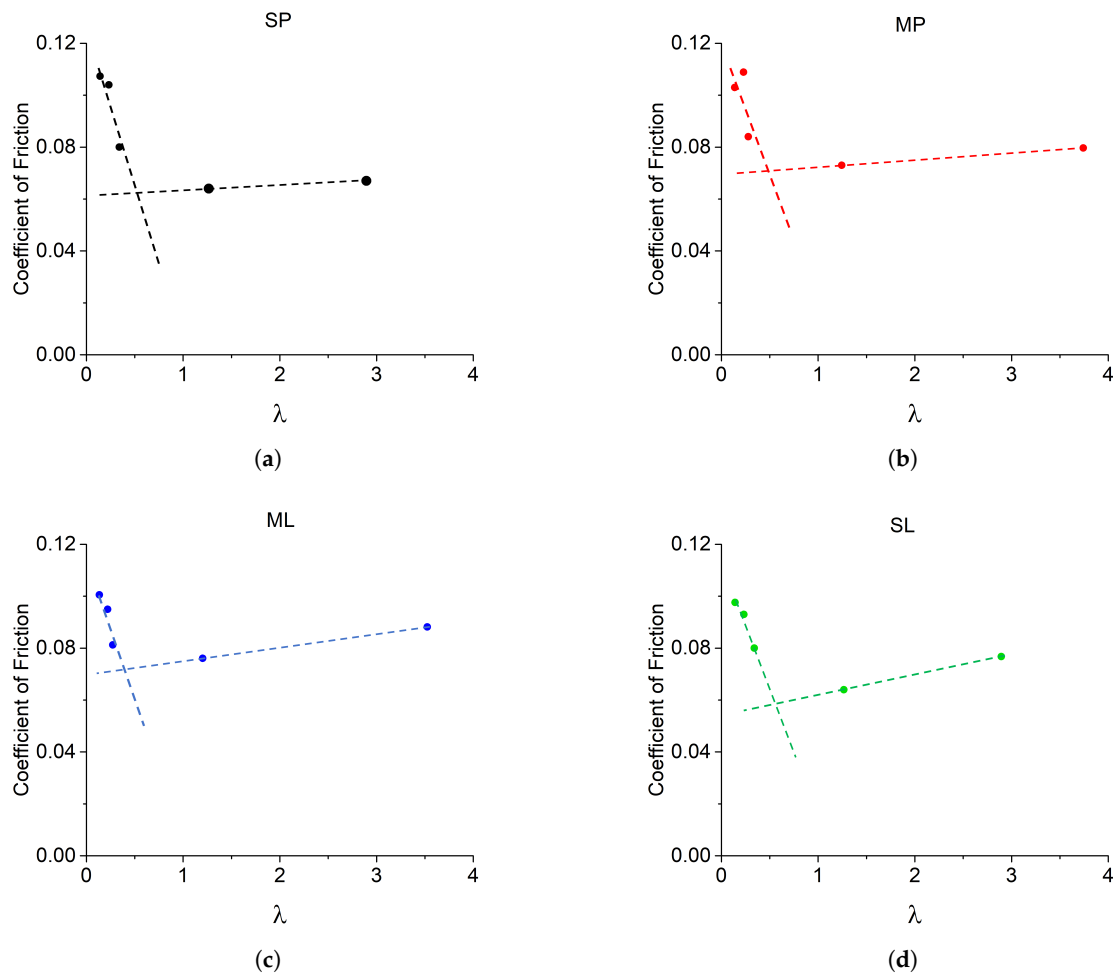 SP
0.12
0.08
0.04
0.00
Coefficient of Friction
0 1 2 3 4
λ
(a)
MP
0.12
0.08
0.04
0.00
Coefficient of Friction
0 1 2 3 4
λ
(b)
ML
0.12
0.08
0.04
0.00
Coefficient of Friction
0 1 2 3 4
λ
(c)
SL
0.12
0.08
0.04
0.00
Coefficient of Friction
0 1 2 3 4
λ
(d)